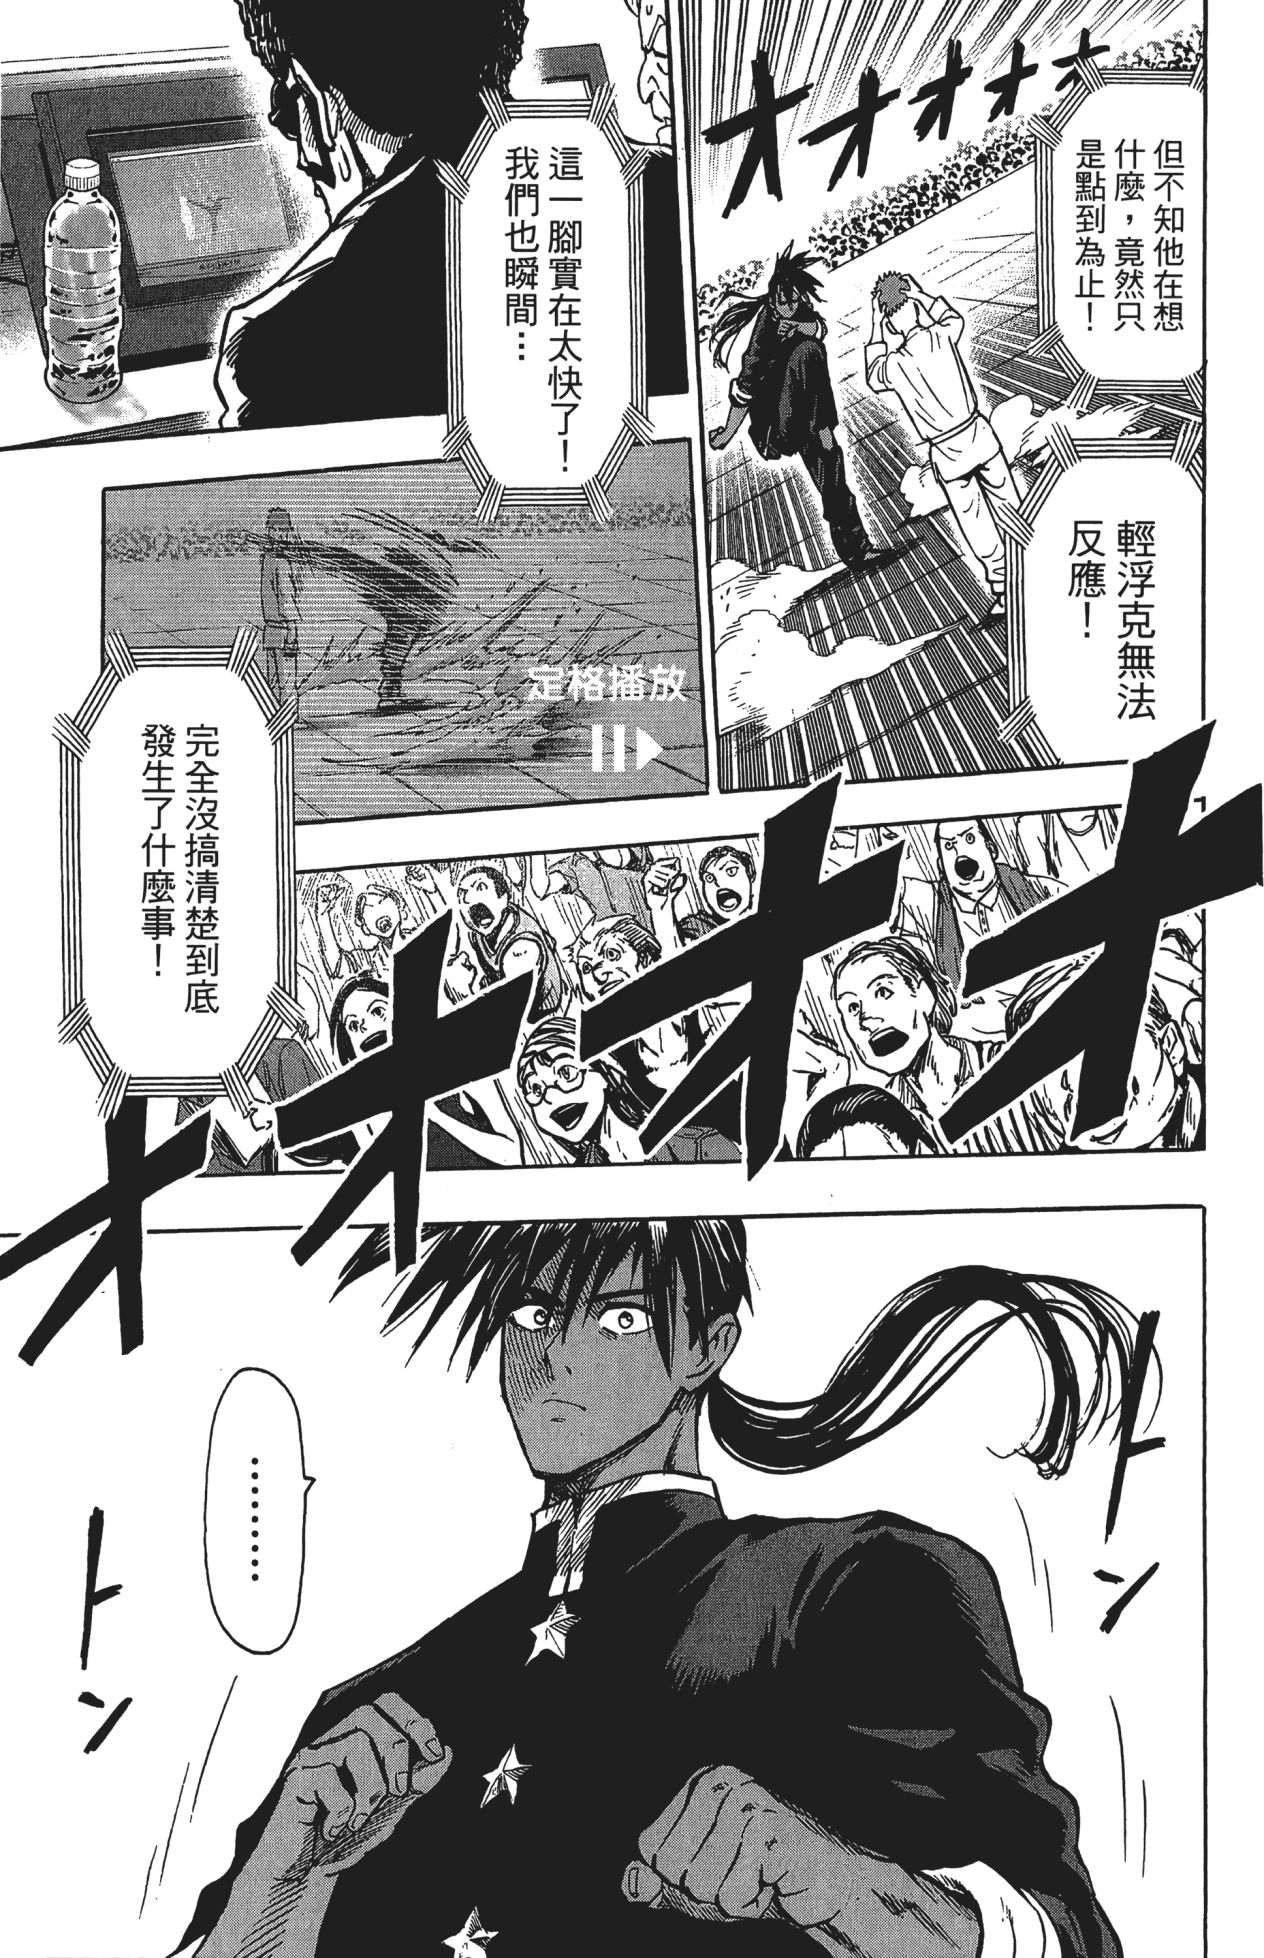 但不知他在想
什麼，竟然只
是點到為止！
オオオオオ
輕浮克無法
反應！
這一腳實在太快了！
我們也瞬間…
定格播放
完全沒搞清楚到底
發生了什麼事！
オオオオ
ドン
………
ドン